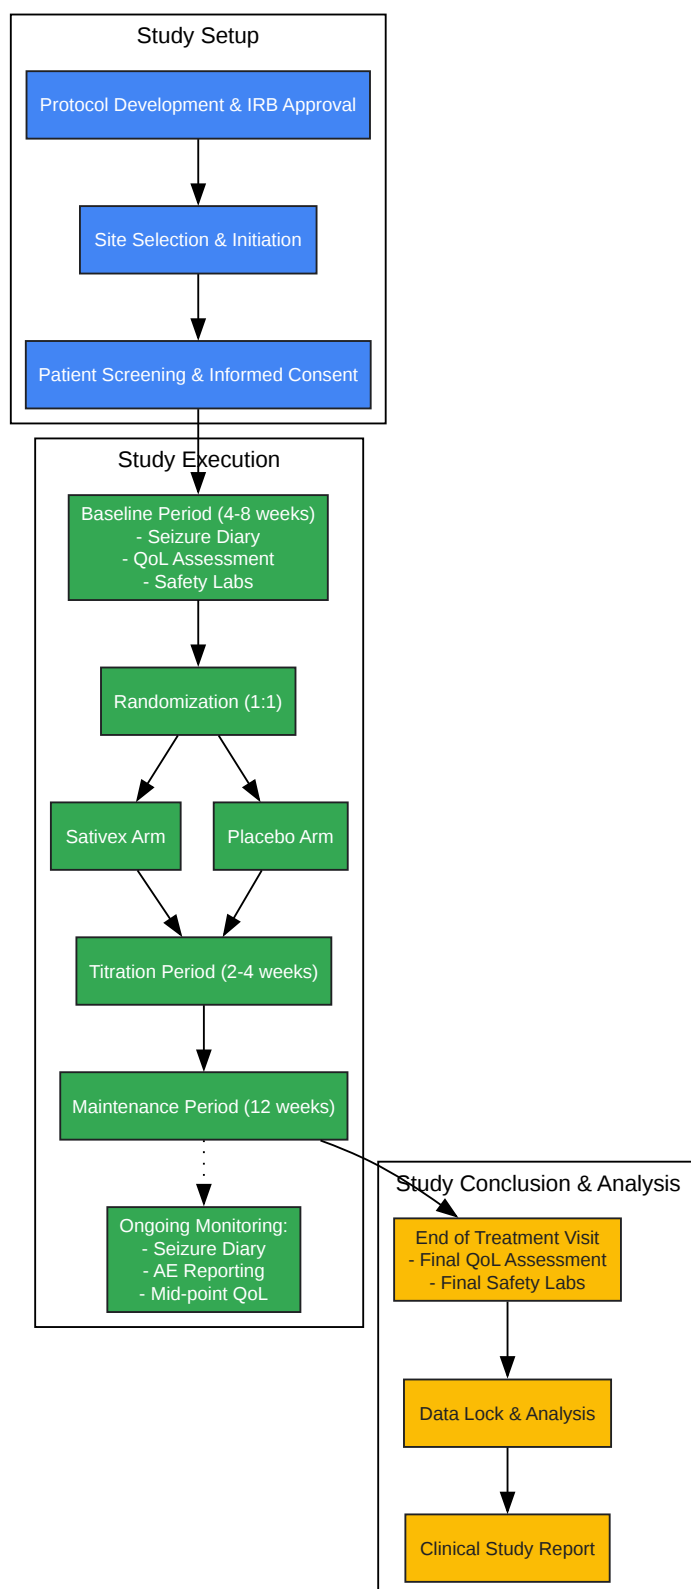 Study Setup
Protocol Development & IRB Approval
Site Selection & Initiation
Patient Screening & Informed Consent
Study Execution
Baseline Period (4-8 weeks)
- Seizure Diary
- QoL Assessment
- Safety Labs
Randomization (1:1)
Sativex Arm
Placebo Arm
Titration Period (2-4 weeks)
Maintenance Period (12 weeks)
Ongoing Monitoring:
- Seizure Diary
- AE Reporting
- Mid-point QoL
Study Conclusion & Analysis
End of Treatment Visit
- Final QoL Assessment
- Final Safety Labs
Data Lock & Analysis
Clinical Study Report